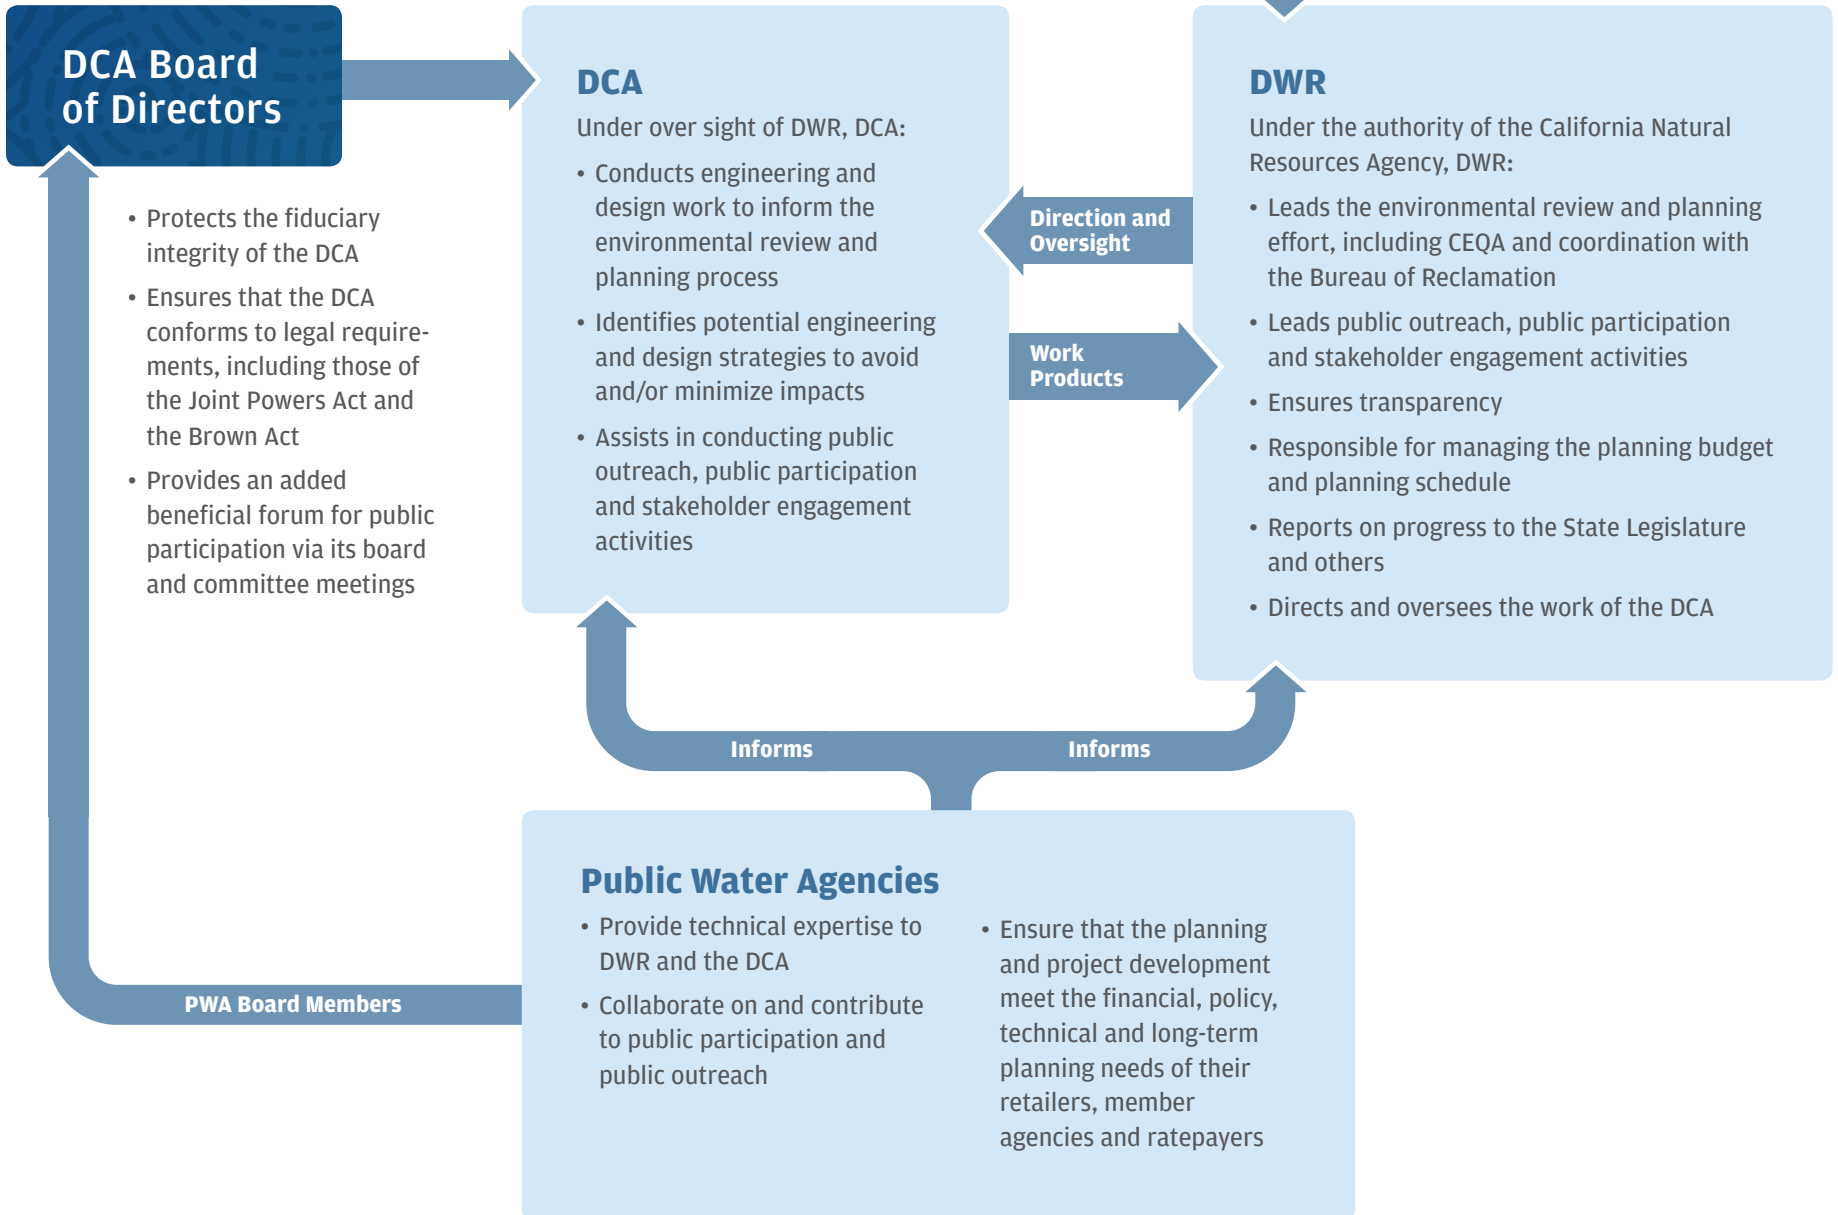 DCA Board
of Directors
• Protects the fiduciary
integrity of the DCA
• Ensures that the DCA
conforms to legal require-
ments, including those of
the Joint Powers Act and
the Brown Act
• Provides an added
beneficial forum for public
participation via its board
and committee meetings
DCA
Under over sight of DWR, DCA:
• Conducts engineering and
design work to inform the
environmental review and
planning process
• Identifies potential engineering
and design strategies to avoid
and/or minimize impacts
• Assists in conducting public
outreach, public participation
and stakeholder engagement
activities
Direction and
Oversight
Work
Products
DWR
Under the authority of the California Natural
Resources Agency, DWR:
• Leads the environmental review and planning
effort, including CEQA and coordination with
the Bureau of Reclamation
• Leads public outreach, public participation
and stakeholder engagement activities
• Ensures transparency
• Responsible for managing the planning budget
and planning schedule
• Reports on progress to the State Legislature
and others
• Directs and oversees the work of the DCA
Informs
Informs
Public Water Agencies
• Provide technical expertise to
DWR and the DCA
• Collaborate on and contribute
to public participation and
public outreach
• Ensure that the planning
and project development
meet the financial, policy,
technical and long-term
planning needs of their
retailers, member
agencies and ratepayers
PWA Board Members